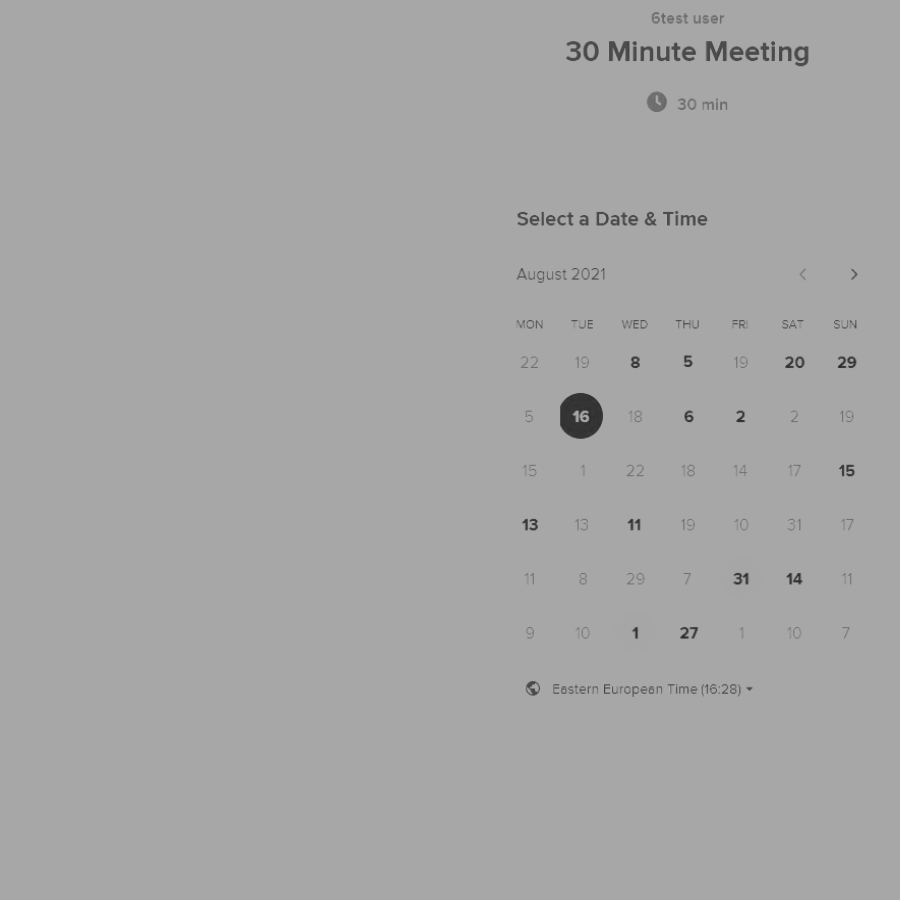 6test user
30 Minute Meeting
30 min
Select a Date & Time
August 2021
MON TUE WED THU FRI SAT SUN
22 19 8 5 19 20 29
5 16 18 6 2 2 19
15 1 22 18 14 17 15
13 13 11 19 10 31 17
11 8 29 7 31 14 11
9 10 1 27 1 10 7
Eastern European Time (16:28)